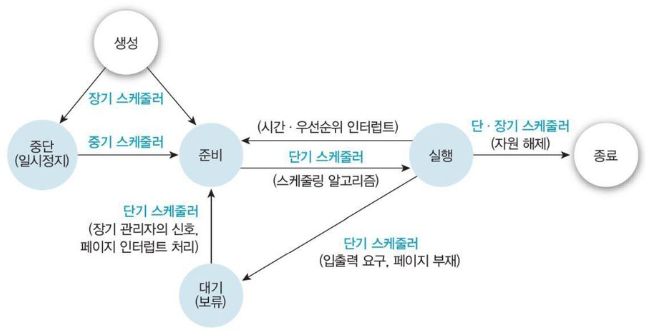 생성
장기 스케줄러
중단
(일시정지)
중기 스케줄러
준비
(시간 · 우선순위 인터럽트)
단기 스케줄러
(스케줄링 알고리즘)
실행
단 · 장기 스케줄러
(자원 해제)
종료
단기 스케줄러
(장기 관리자의 신호,
페이지 인터럽트 처리)
단기 스케줄러
(입출력 요구, 페이지 부재)
대기
(보류)